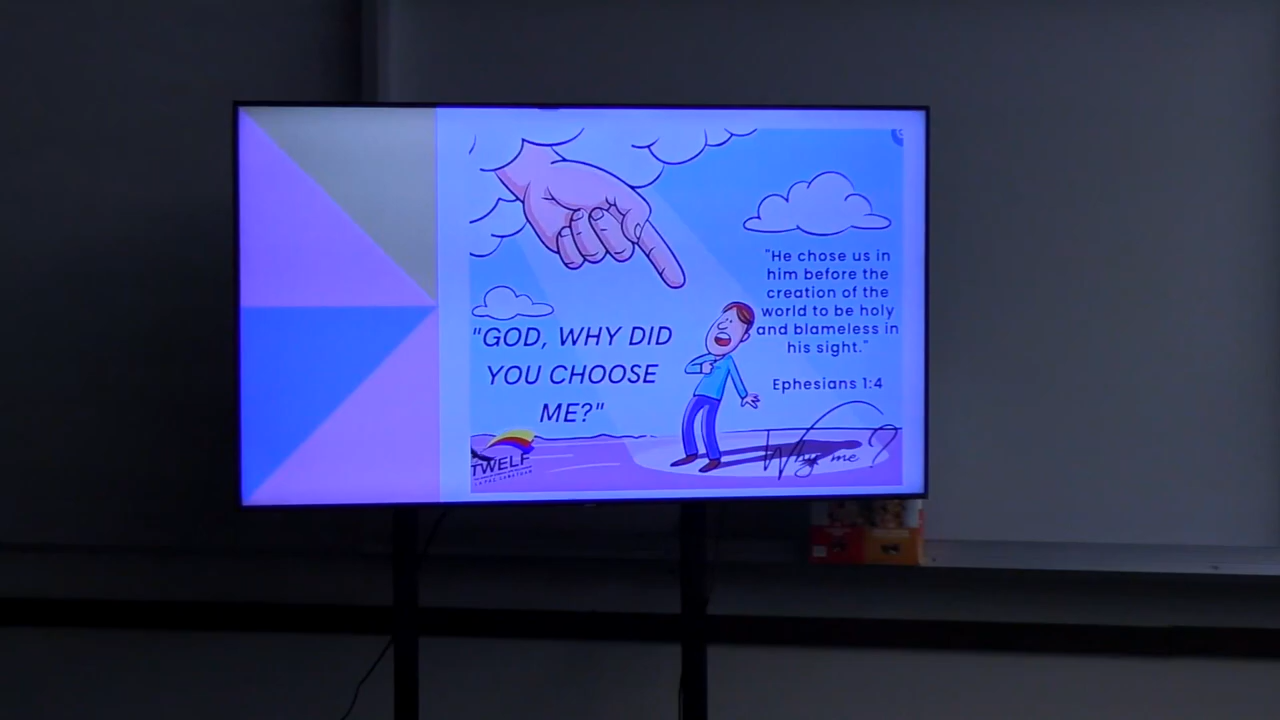 "GOD, WHY DID
YOU CHOOSE
ME?"
"He chose us in
him before the
creation of the
world to be holy
and blameless in
his sight."
Ephesians 1:4
Why me?
TWELF